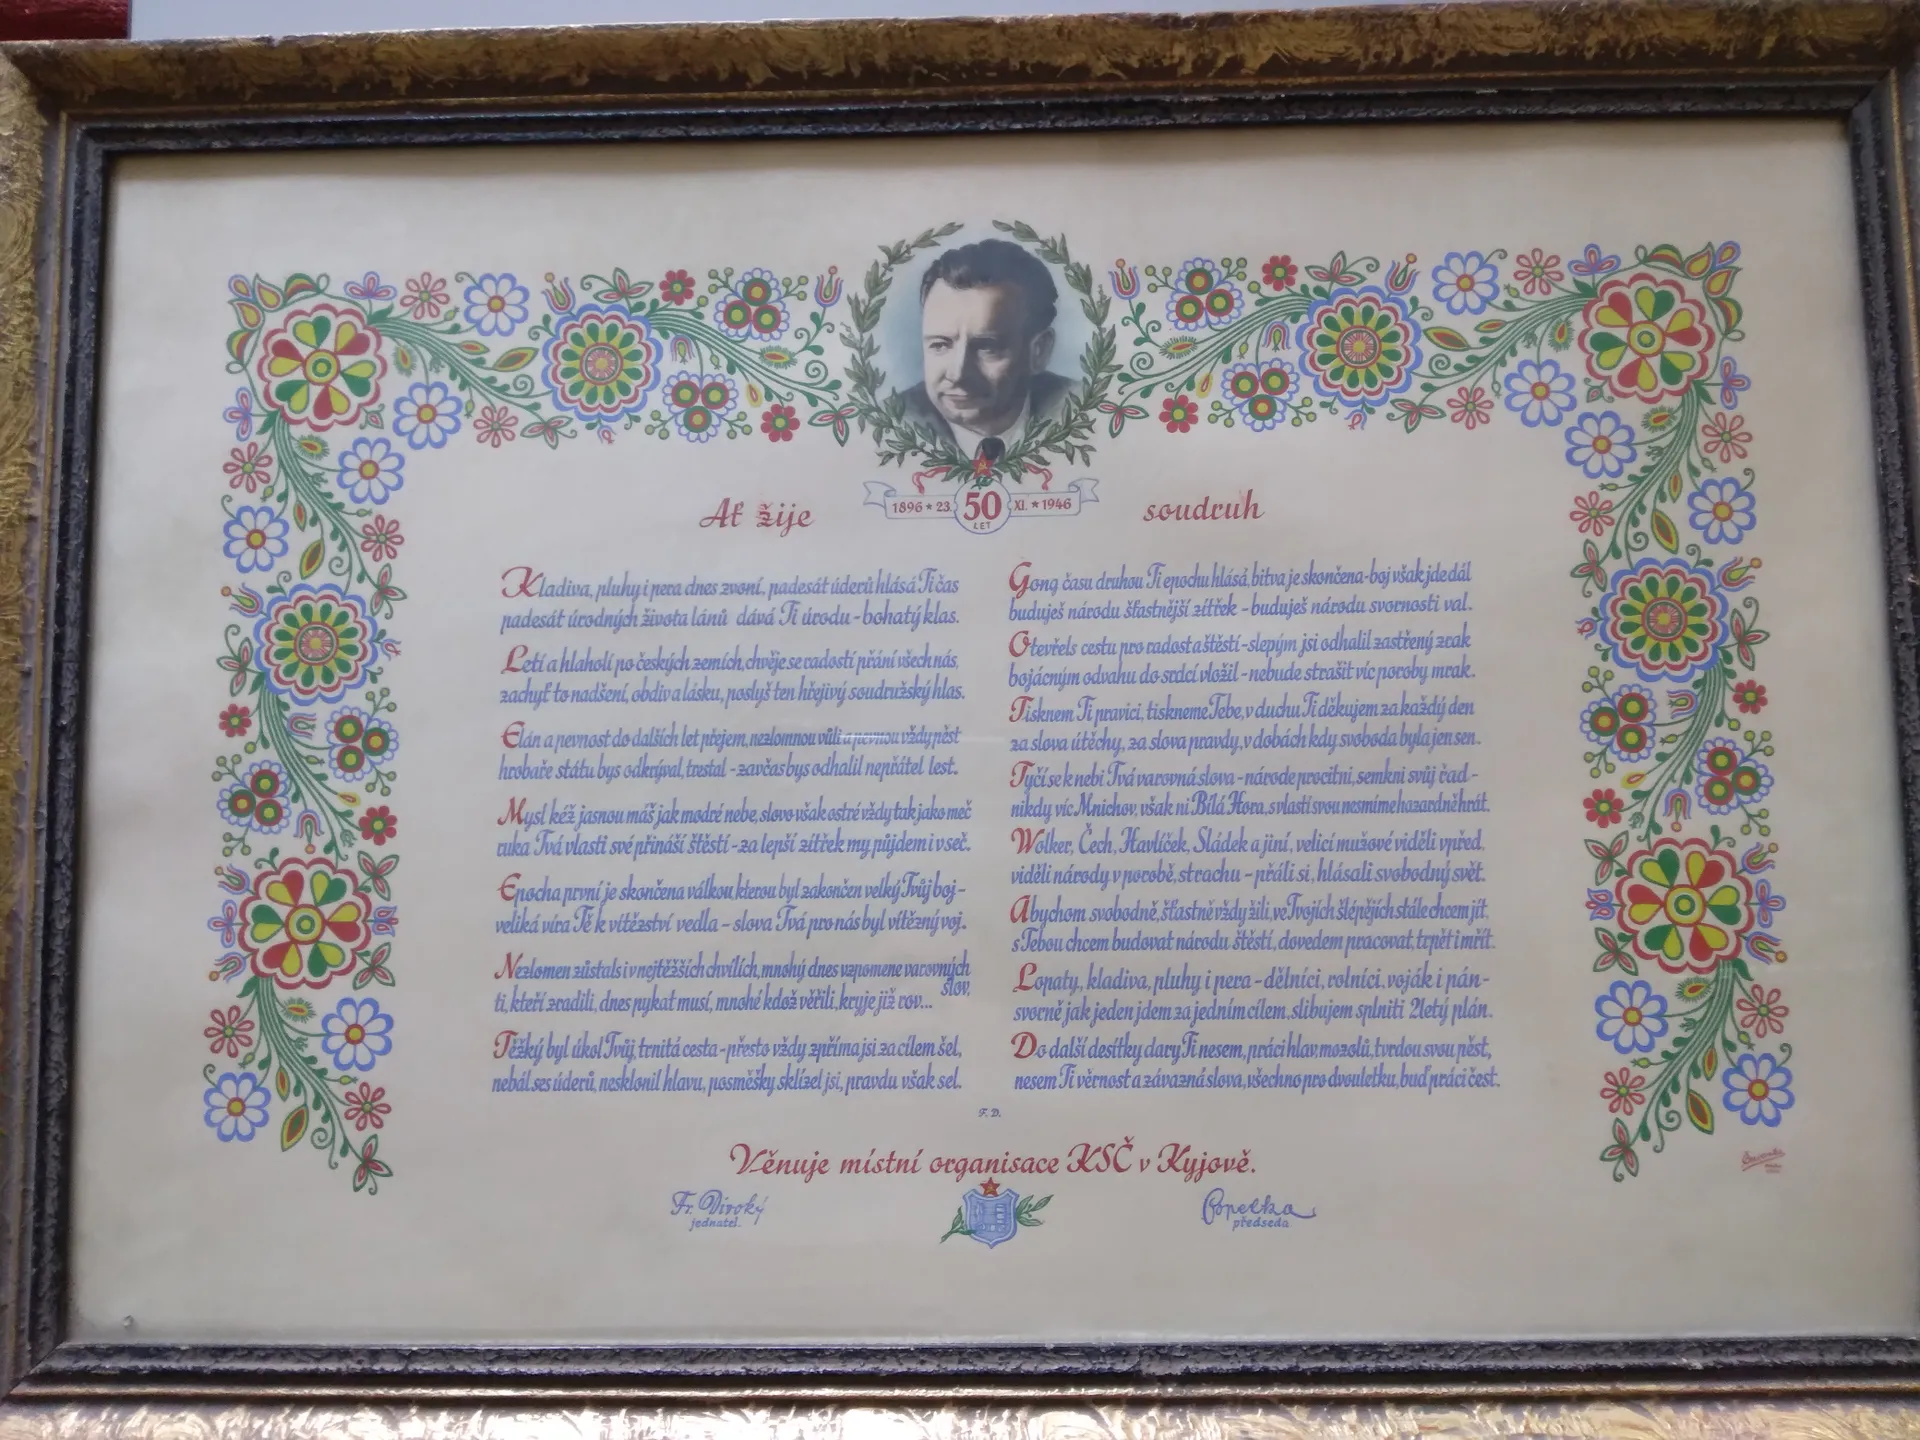 Ať žije
1896 ★ 23. 50 XI. ★ 1946
LET
soudruh
Kladiva, pluhy i pera dnes zvoní, padesát úderů hlásá Ti čas
padesát úrodných života lánů dává Ti úrodu - bohatý klas.
Letí a hlaholí po českých zemích, chvěje se radostí přání všech nás,
zachyť to nadšení, obdiv a lásku, poslyš ten hřejivý soudružský hlas.
Elán a pevnost do dalších let přejem, nezlomnou vůli a pevnou vždy pěst
hrobaře státu bys odkrýval, trestal - zavčas bys odhalil nepřátel lest.
Mysl kéž jasnou máš jak modré nebe, slovo však ostré vždy tak jako meč
ruka Tvá vlasti své přináší štěstí - za lepší zítřek my půjdem i v seč.
Epocha první je skončena válkou, kterou byl zakončen velký Tvůj boj -
veliká víra Tě k vítězství vedla - slova Tvá pro nás byl vítězný voj.
Nezlomen zůstals i v nejtěžších chvílích, mnohý dnes vzpomene varovných
slov,
ti, kteří zradili, dnes pykat musí, mnohé kdož věřili, kryje již rov...
Těžký byl úkol Tvůj, trnitá cesta - přesto vždy zpříma jsi za cílem šel,
nebál ses úderů, nesklonil hlavu, posměšky sklízel jsi, pravdu však sel.
Gong času druhou Ti epochu hlásá, bitva je skončena - boj však jde dál
buduješ národu šťastnější zítřek - buduješ národu svornosti val.
Otevřels cestu pro radost a štěstí - slepým jsi odhalil zastřený zrak
bojácným odvahu do srdcí vložil - nebude strašit víc poroby mrak.
Tisknem Ti pravici, tiskneme Tebe, v duchu Ti děkujem za každý den
za slova útěchy, za slova pravdy, v dobách kdy svoboda byla jen sen.
Tyčí se k nebi Tvá varovná slova - národe procitni, semkni svůj řad -
nikdy víc Mnichov, však ni Bílá Hora, s vlastí svou nesmíme hazardně hrát.
Wolker, Čech, Havlíček, Sládek a jiní, velicí mužové viděli vpřed,
viděli národy v porobě, strachu - přáli si, hlásali svobodný svět.
Abychom svobodně, šťastně vždy žili, ve Tvojích šlépějích stále chcem jít,
s Tebou chcem budovat národu štěstí, dovedem pracovat, trpět i mřít.
Lopaty, kladiva, pluhy i pera - dělníci, rolníci, voják i pán -
svorně jak jeden jdem za jedním cílem, slibujem splniti 2letý plán.
Do další desítky dary Ti nesem, práci hlav, mozolů, tvrdou svou pěst,
nesem Ti věrnost a závazná slova, všechno pro dvouletku, buď práci čest.
F. D.
Věnuje místní organisace KSČ v Kyjově.
Fr. Divoký
jednatel.
Popelka
předseda